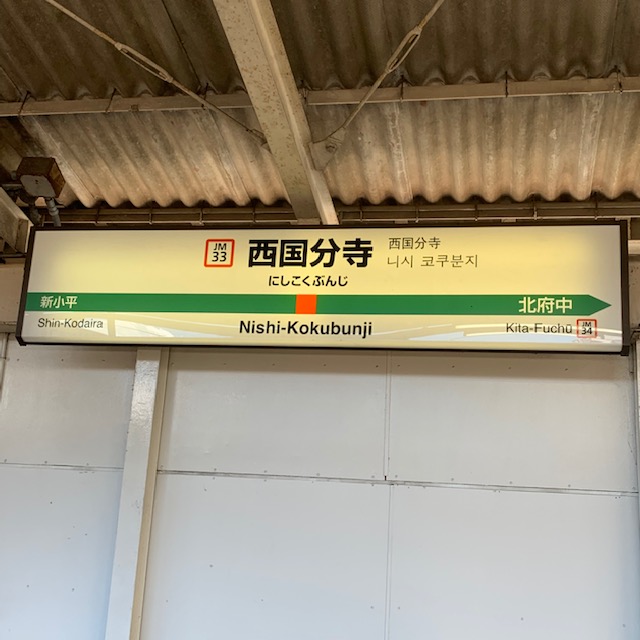 JM
33
西国分寺
西国分寺
니시 코쿠분지
にしこくぶんじ
新小平
北府中
Shin-Kodaira
Nishi-Kokubunji
Kita-Fuchū
JM
34